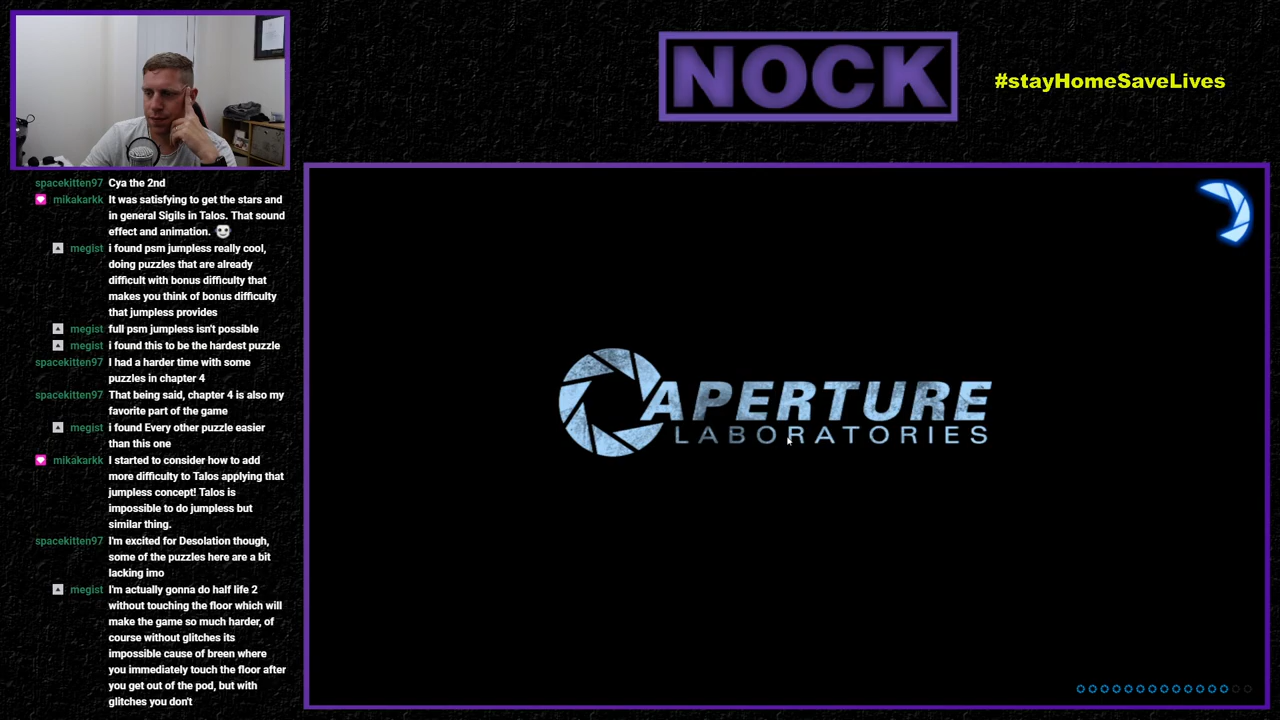 NOCK
#stayHomeSaveLives
spacekitten97 Cya the 2nd
mikakarkk It was satisfying to get the stars and
in general Sigils in Talos. That sound
effect and animation.
megist i found psm jumpless really cool,
doing puzzles that are already
difficult with bonus difficulty that
makes you think of bonus difficulty
that jumpless provides
megist full psm jumpless isn't possible
megist i found this to be the hardest puzzle
spacekitten97 I had a harder time with some
puzzles in chapter 4
spacekitten97 That being said, chapter 4 is also my
favorite part of the game
megist i found Every other puzzle easier
than this one
mikakarkk I started to consider how to add
more difficulty to Talos applying that
jumpless concept! Talos is
impossible to do jumpless but
similar thing.
spacekitten97 I'm excited for Desolation though,
some of the puzzles here are a bit
lacking imo
megist I'm actually gonna do half life 2
without touching the floor which will
make the game so much harder, of
course without glitches its
impossible cause of breen where
you immediately touch the floor after
you get out of the pod, but with
glitches you don't
APERTURE
LABORATORIES